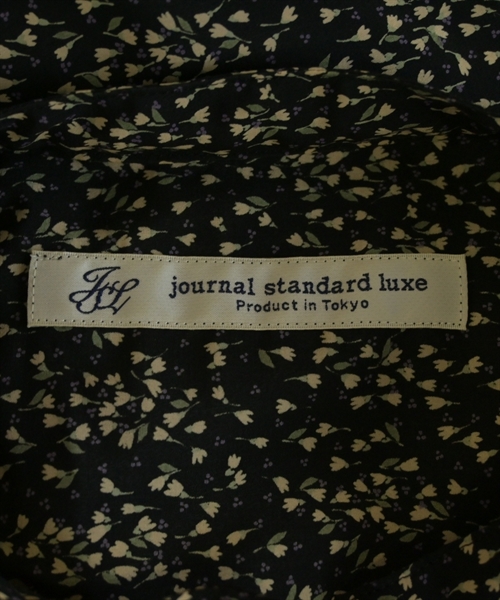 JSL
journal standard luxe
Product in Tokyo